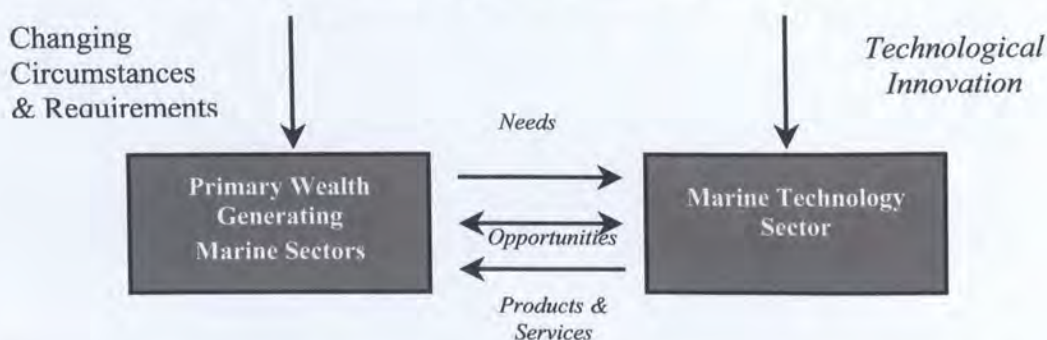 Changing
Circumstances
& Requirements
Technological
Innovation
Needs
Primary Wealth
Generating
Marine Sectors
Marine Technology
Sector
Opportunities
Products &
Services